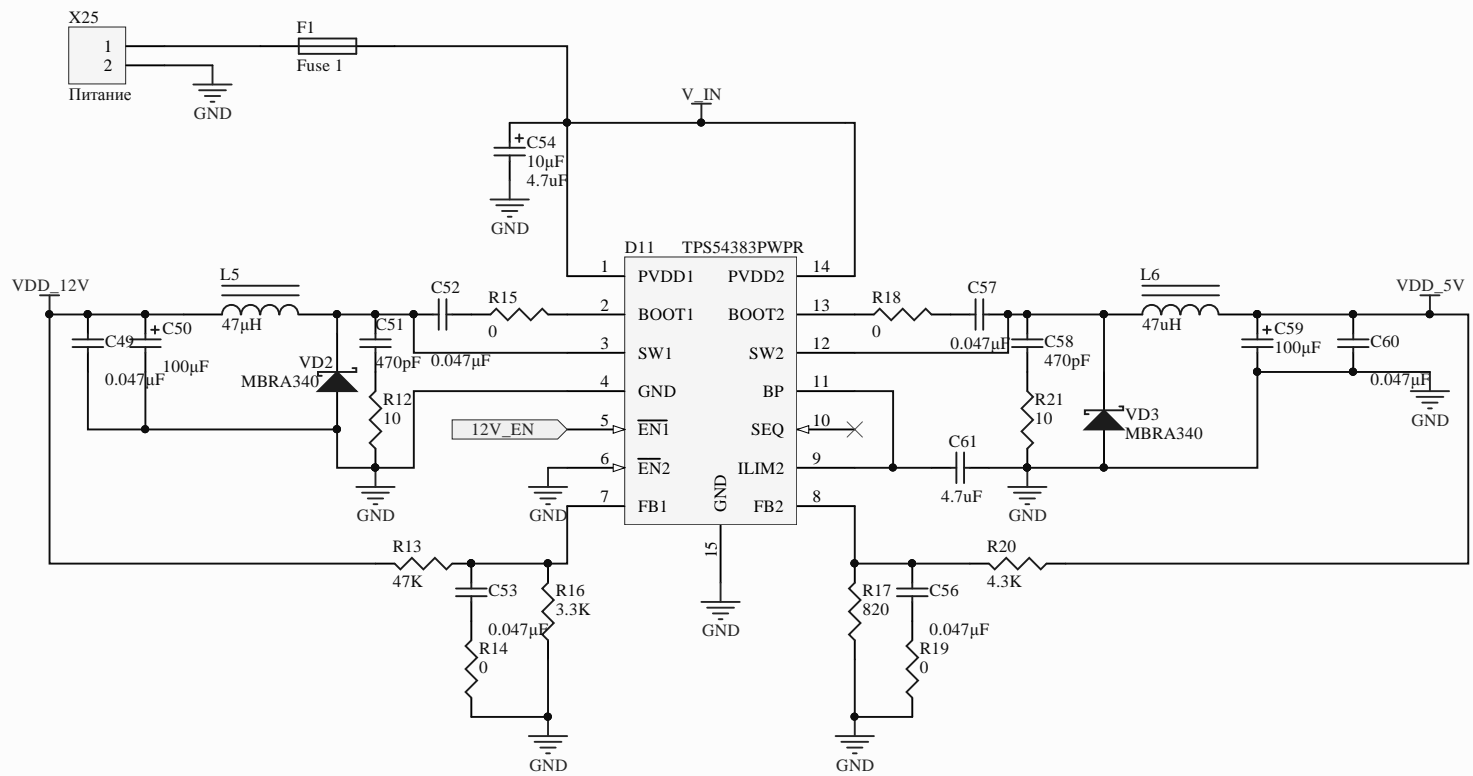 X25
1
2
Питание
GND
F1
Fuse 1
V_IN
C54
10µF
4.7uF
GND
D11
TPS54383PWPR
1
PVDD1
PVDD2
14
2
BOOT1
BOOT2
13
3
SW1
SW2
12
4
GND
BP
11
5
EN1
SEQ
10
6
EN2
ILIM2
9
7
FB1
FB2
8
GND
15
GND
VDD_12V
L5
47µH
C49
0.047µF
C50
100µF
VD2
MBRA340
C51
470pF
R12
10
GND
C52
0.047µF
R15
0
12V_EN
GND
R13
47K
C53
0.047µF
R14
0
R16
3.3K
GND
R18
0
C57
0.047µF
C58
470pF
R21
10
GND
C61
4.7uF
VD3
MBRA340
L6
47uH
C59
100µF
C60
0.047µF
VDD_5V
GND
R20
4.3K
R17
820
C56
0.047µF
R19
0
GND